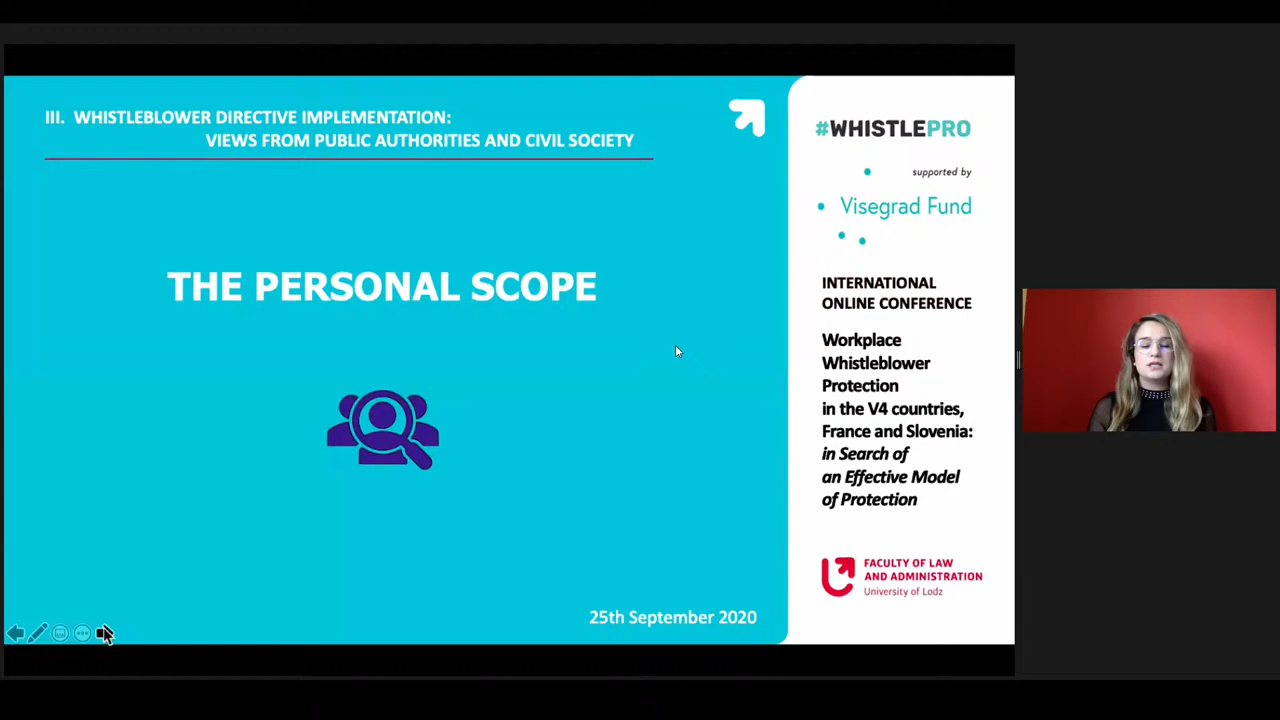 III. WHISTLEBLOWER DIRECTIVE IMPLEMENTATION:
VIEWS FROM PUBLIC AUTHORITIES AND CIVIL SOCIETY
THE PERSONAL SCOPE
25th September 2020
#WHISTLEPRO
supported by
Visegrad Fund
INTERNATIONAL
ONLINE CONFERENCE
Workplace
Whistleblower
Protection
in the V4 countries,
France and Slovenia:
in Search of
an Effective Model
of Protection
FACULTY OF LAW
AND ADMINISTRATION
University of Lodz